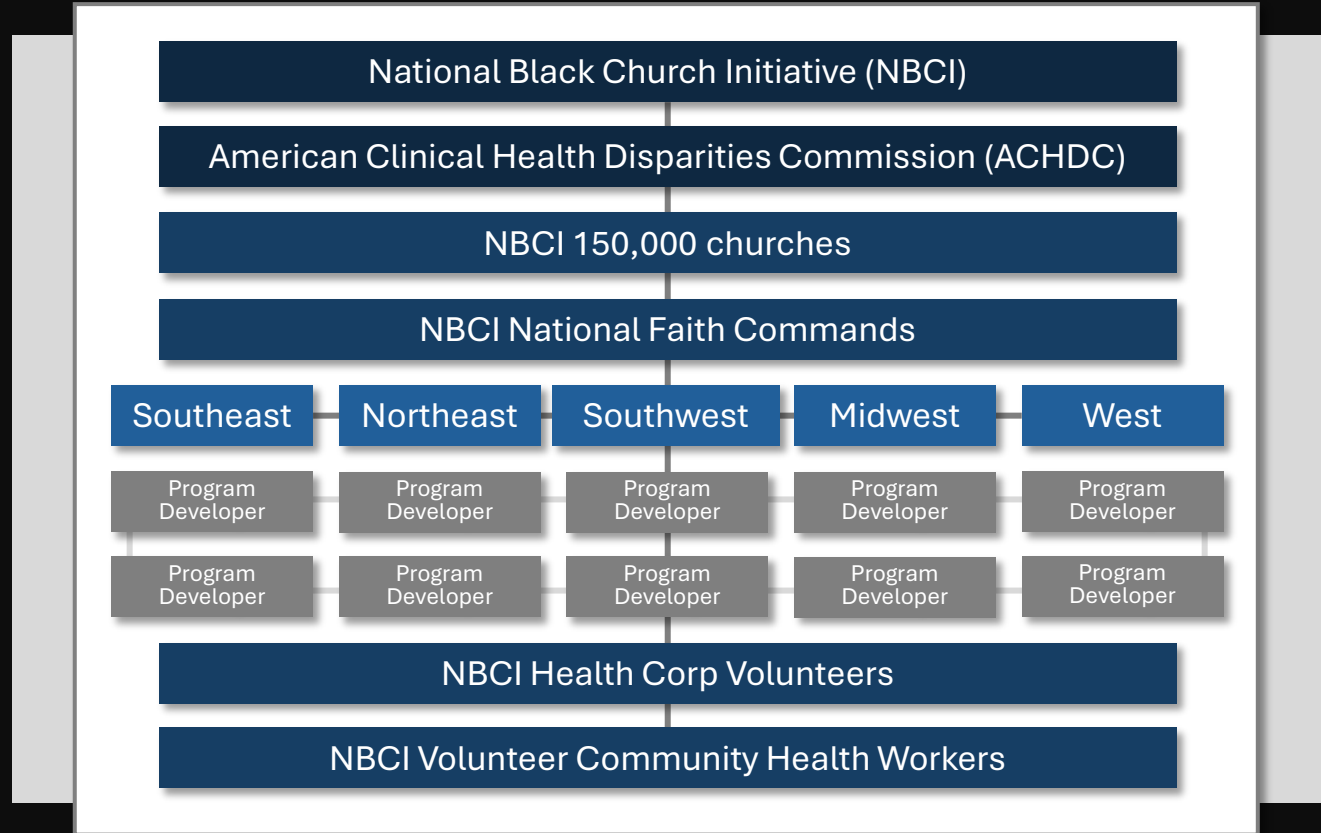 National Black Church Initiative (NBCI)
American Clinical Health Disparities Commission (ACHDC)
NBCI 150,000 churches
NBCI National Faith Commands
Southeast
Northeast
Southwest
Midwest
West
Program
Developer
Program
Developer
Program
Developer
Program
Developer
Program
Developer
Program
Developer
Program
Developer
Program
Developer
Program
Developer
Program
Developer
NBCI Health Corp Volunteers
NBCI Volunteer Community Health Workers